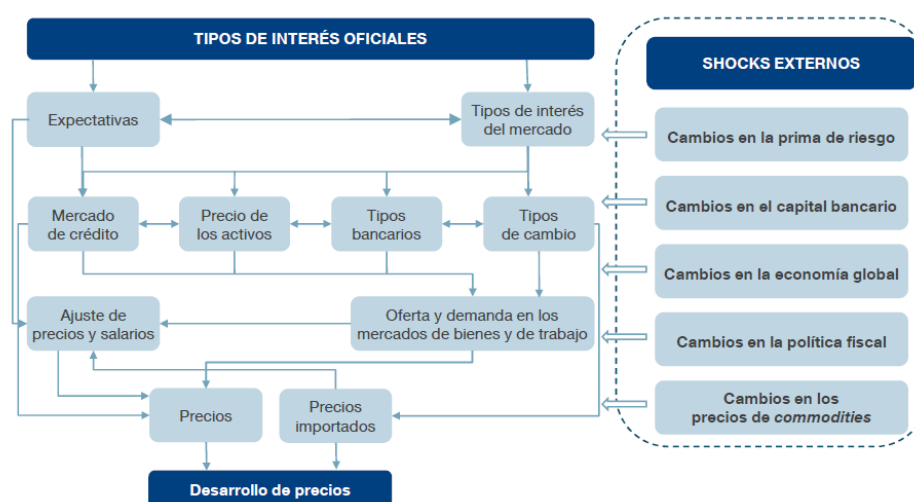 TIPOS DE INTERÉS OFICIALES
SHOCKS EXTERNOS
Expectativas
Tipos de interés
del mercado
Cambios en la prima de riesgo
Mercado
de crédito
Precio de
los activos
Tipos
bancarios
Tipos
de cambio
Cambios en el capital bancario
Cambios en la economía global
Ajuste de
precios y salarios
Oferta y demanda en los
mercados de bienes y de trabajo
Cambios en la política fiscal
Precios
Precios
importados
Cambios en los
precios de commodities
Desarrollo de precios